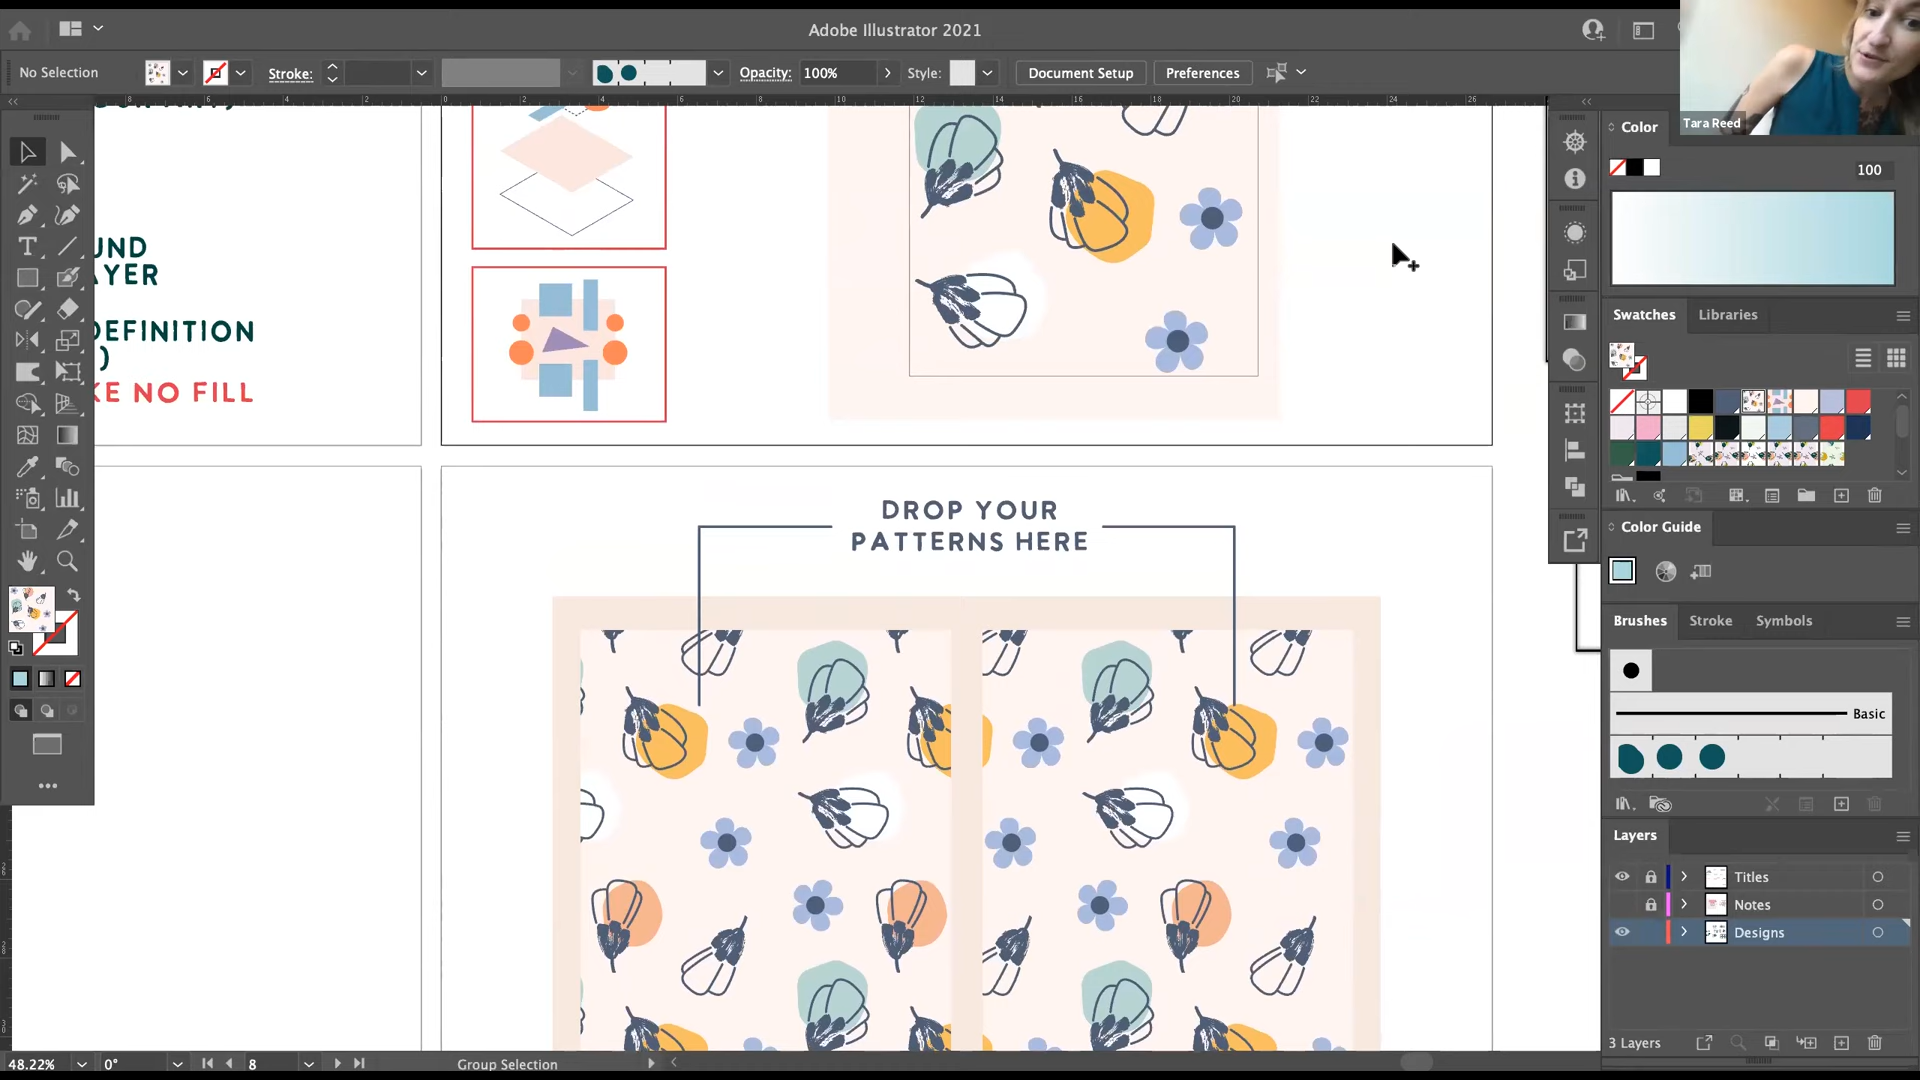 Adobe Illustrator 2021
No Selection
Stroke:
Opacity:
100%
Style:
Document Setup
Preferences
Tara Reed
Color
100
UND
AYER
DEFINITION
)
KE NO FILL
Swatches
Libraries
DROP YOUR
PATTERNS HERE
Color Guide
Brushes
Stroke
Symbols
Basic
Layers
Titles
Notes
Designs
3 Layers
48.22%
0°
8
Group Selection